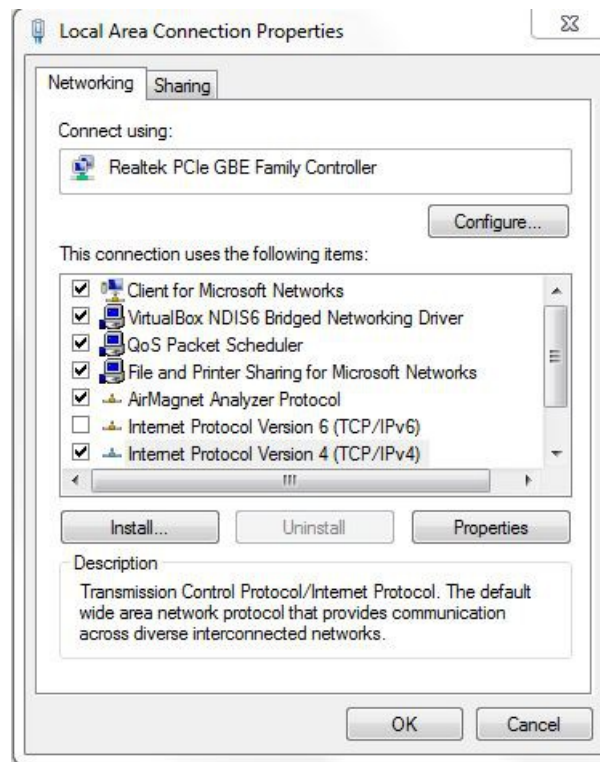 Local Area Connection Properties
Networking
Sharing
Connect using:
Realtek PCIe GBE Family Controller
Configure...
This connection uses the following items:
Client for Microsoft Networks
VirtualBox NDIS6 Bridged Networking Driver
QoS Packet Scheduler
File and Printer Sharing for Microsoft Networks
AirMagnet Analyzer Protocol
Internet Protocol Version 6 (TCP/IPv6)
Internet Protocol Version 4 (TCP/IPv4)
Install...
Uninstall
Properties
Description
Transmission Control Protocol/Internet Protocol. The default
wide area network protocol that provides communication
across diverse interconnected networks.
OK
Cancel